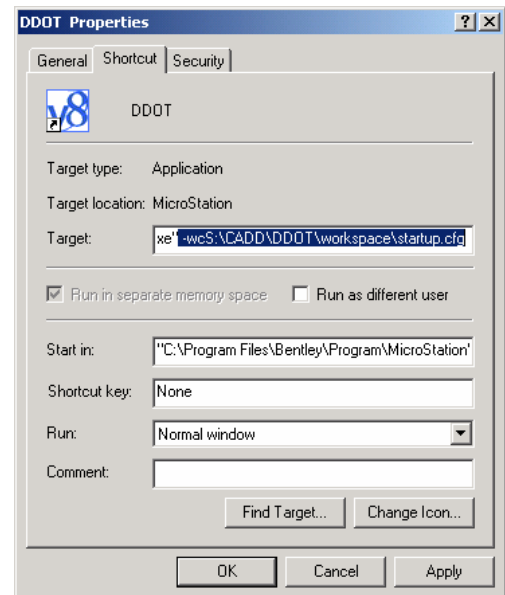 DDOT Properties
General Shortcut Security
v8 DDOT
Target type: Application
Target location: MicroStation
Target: xe" -wcS:\CADD\DDOT\workspace\startup.cfg
Run in separate memory space Run as different user
Start in: "C:\Program Files\Bentley\Program\MicroStation"
Shortcut key: None
Run: Normal window
Comment:
Find Target... Change Icon...
OK Cancel Apply